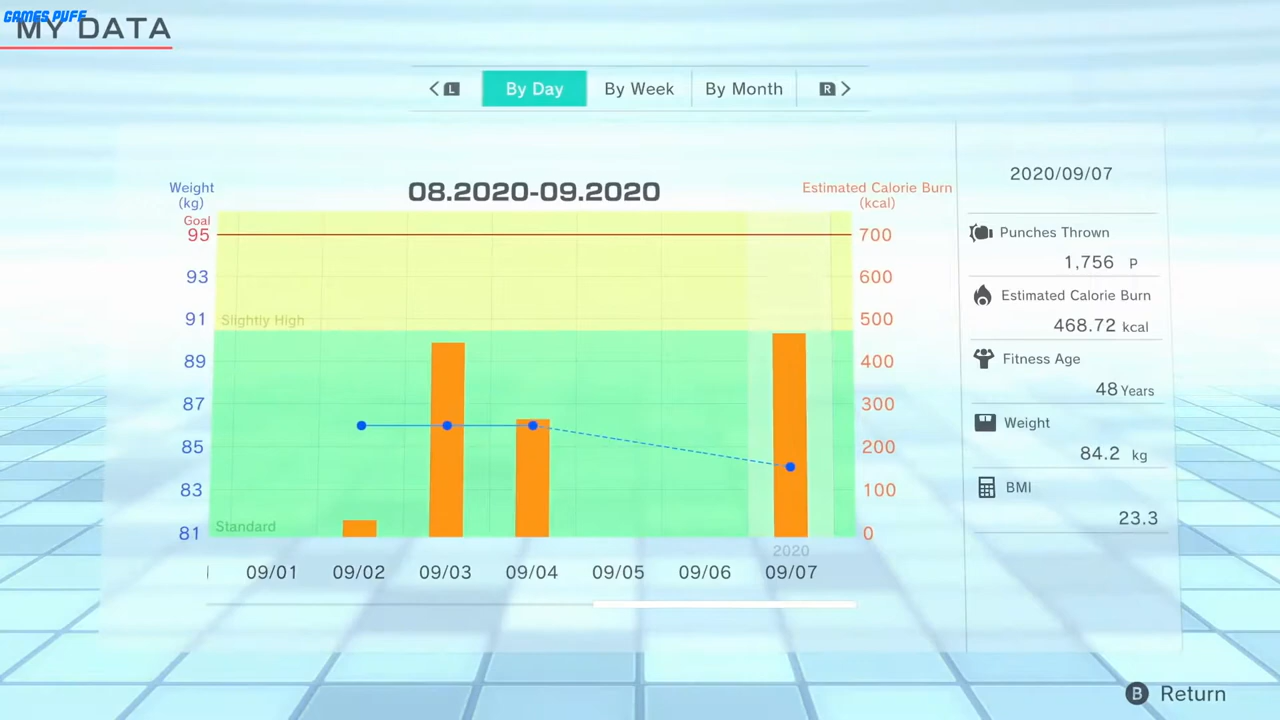 GAMES PUFF
MY DATA
L
By Day
By Week
By Month
R
Weight
(kg)
08.2020-09.2020
Estimated Calorie Burn
(kcal)
Goal
95
93
91
89
87
85
83
81
Slightly High
Standard
700
600
500
400
300
200
100
0
2020
09/01 09/02 09/03 09/04 09/05 09/06 09/07
2020/09/07
Punches Thrown
1,756 P
Estimated Calorie Burn
468.72 kcal
Fitness Age
48 Years
Weight
84.2 kg
BMI
23.3
B Return